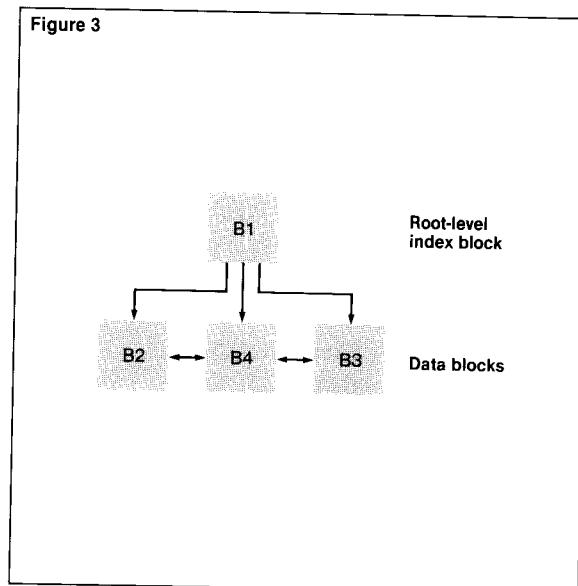 Figure 3
B1
Root-level
index block
B2
B4
B3
Data blocks